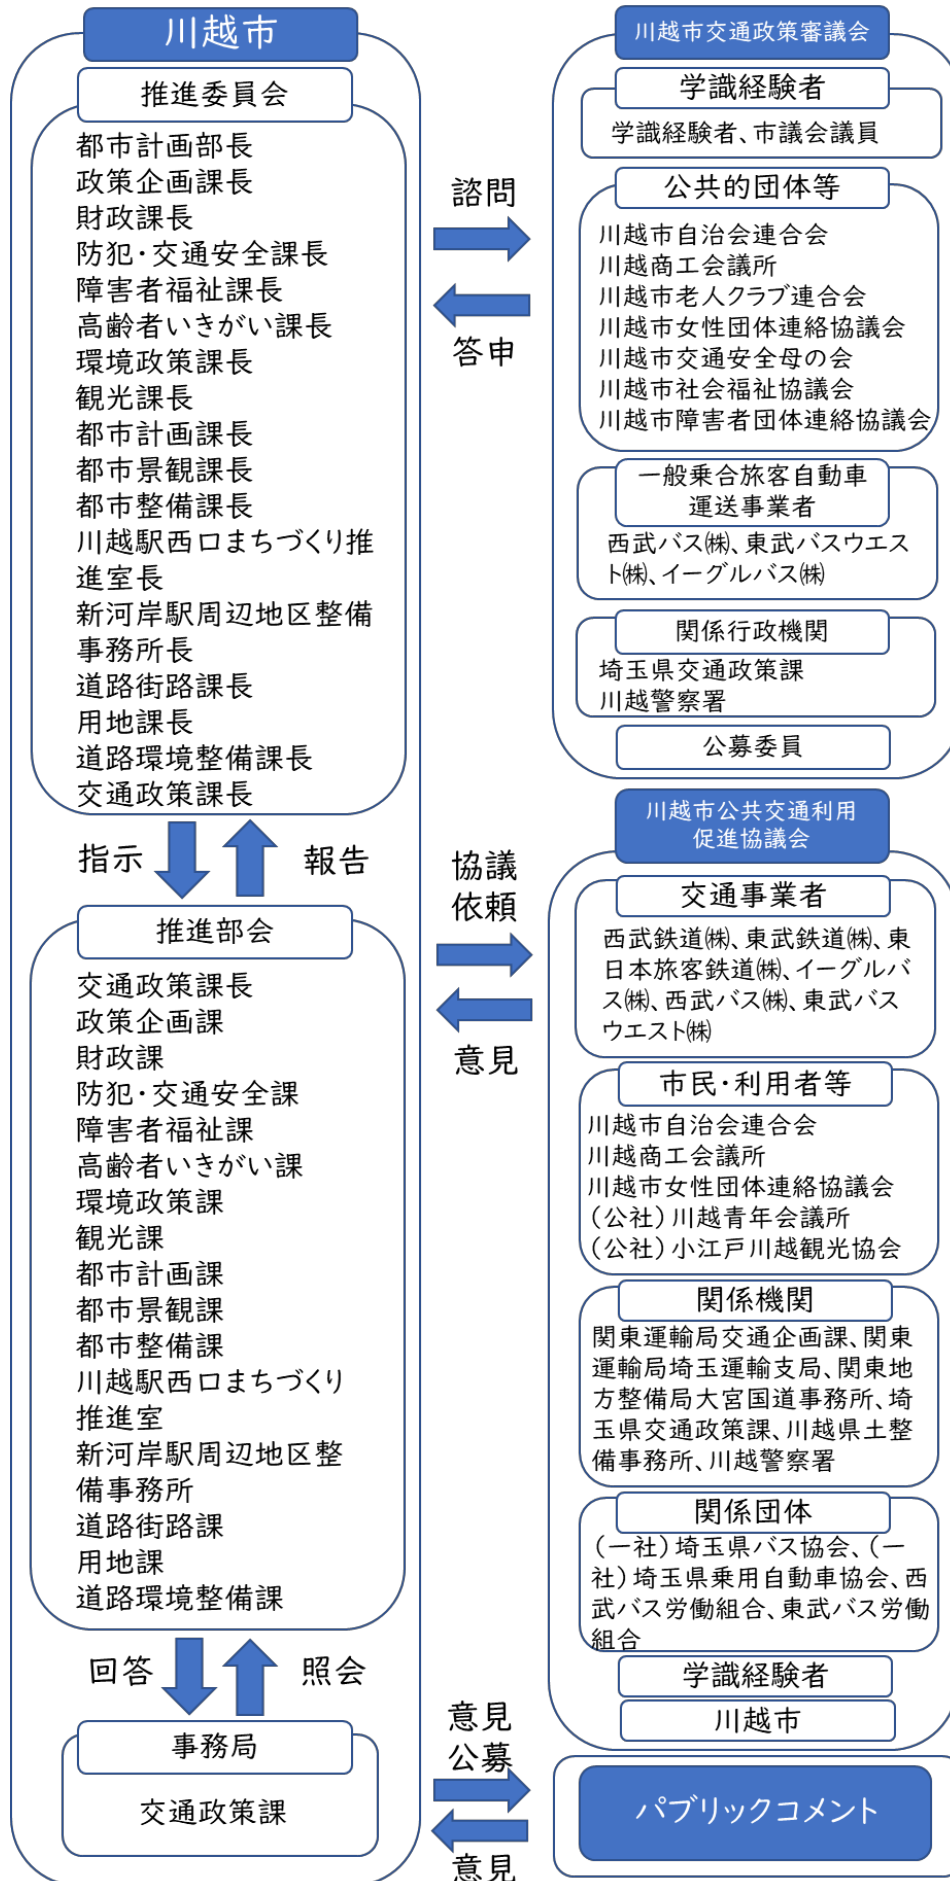 川越市
推進委員会
都市計画部長
政策企画課長
財政課長
防犯・交通安全課長
障害者福祉課長
高齢者いきがい課長
環境政策課長
観光課長
都市計画課長
都市景観課長
都市整備課長
川越駅西口まちづくり推
進室長
新河岸駅周辺地区整備
事務所長
道路街路課長
用地課長
道路環境整備課長
交通政策課長
指示
報告
推進部会
交通政策課長
政策企画課
財政課
防犯・交通安全課
障害者福祉課
高齢者いきがい課
環境政策課
観光課
都市計画課
都市景観課
都市整備課
川越駅西口まちづくり
推進室
新河岸駅周辺地区整
備事務所
道路街路課
用地課
道路環境整備課
回答
照会
事務局
交通政策課
諮問
答申
協議
依頼
意見
意見
公募
意見
川越市交通政策審議会
学識経験者
学識経験者、市議会議員
公共的団体等
川越市自治会連合会
川越商工会議所
川越市老人クラブ連合会
川越市女性団体連絡協議会
川越市交通安全母の会
川越市社会福祉協議会
川越市障害者団体連絡協議会
一般乗合旅客自動車
運送事業者
西武バス㈱、東武バスウエス
ト㈱、イーグルバス㈱
関係行政機関
埼玉県交通政策課
川越警察署
公募委員
川越市公共交通利用
促進協議会
交通事業者
西武鉄道㈱、東武鉄道㈱、東
日本旅客鉄道㈱、イーグルバ
ス㈱、西武バス㈱、東武バス
ウエスト㈱
市民・利用者等
川越市自治会連合会
川越商工会議所
川越市女性団体連絡協議会
（公社）川越青年会議所
（公社）小江戸川越観光協会
関係機関
関東運輸局交通企画課、関東
運輸局埼玉運輸支局、関東地
方整備局大宮国道事務所、埼
玉県交通政策課、川越県土整
備事務所、川越警察署
関係団体
（一社）埼玉県バス協会、（一
社）埼玉県乗用自動車協会、西
武バス労働組合、東武バス労働
組合
学識経験者
川越市
パブリックコメント